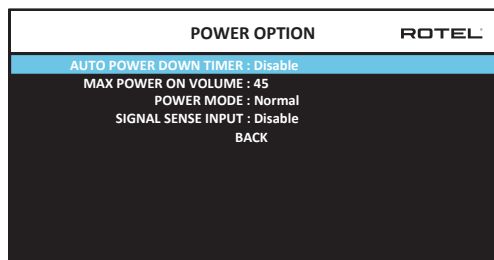 POWER OPTION ROTEL
AUTO POWER DOWN TIMER : Disable
MAX POWER ON VOLUME : 45
POWER MODE : Normal
SIGNAL SENSE INPUT : Disable
BACK